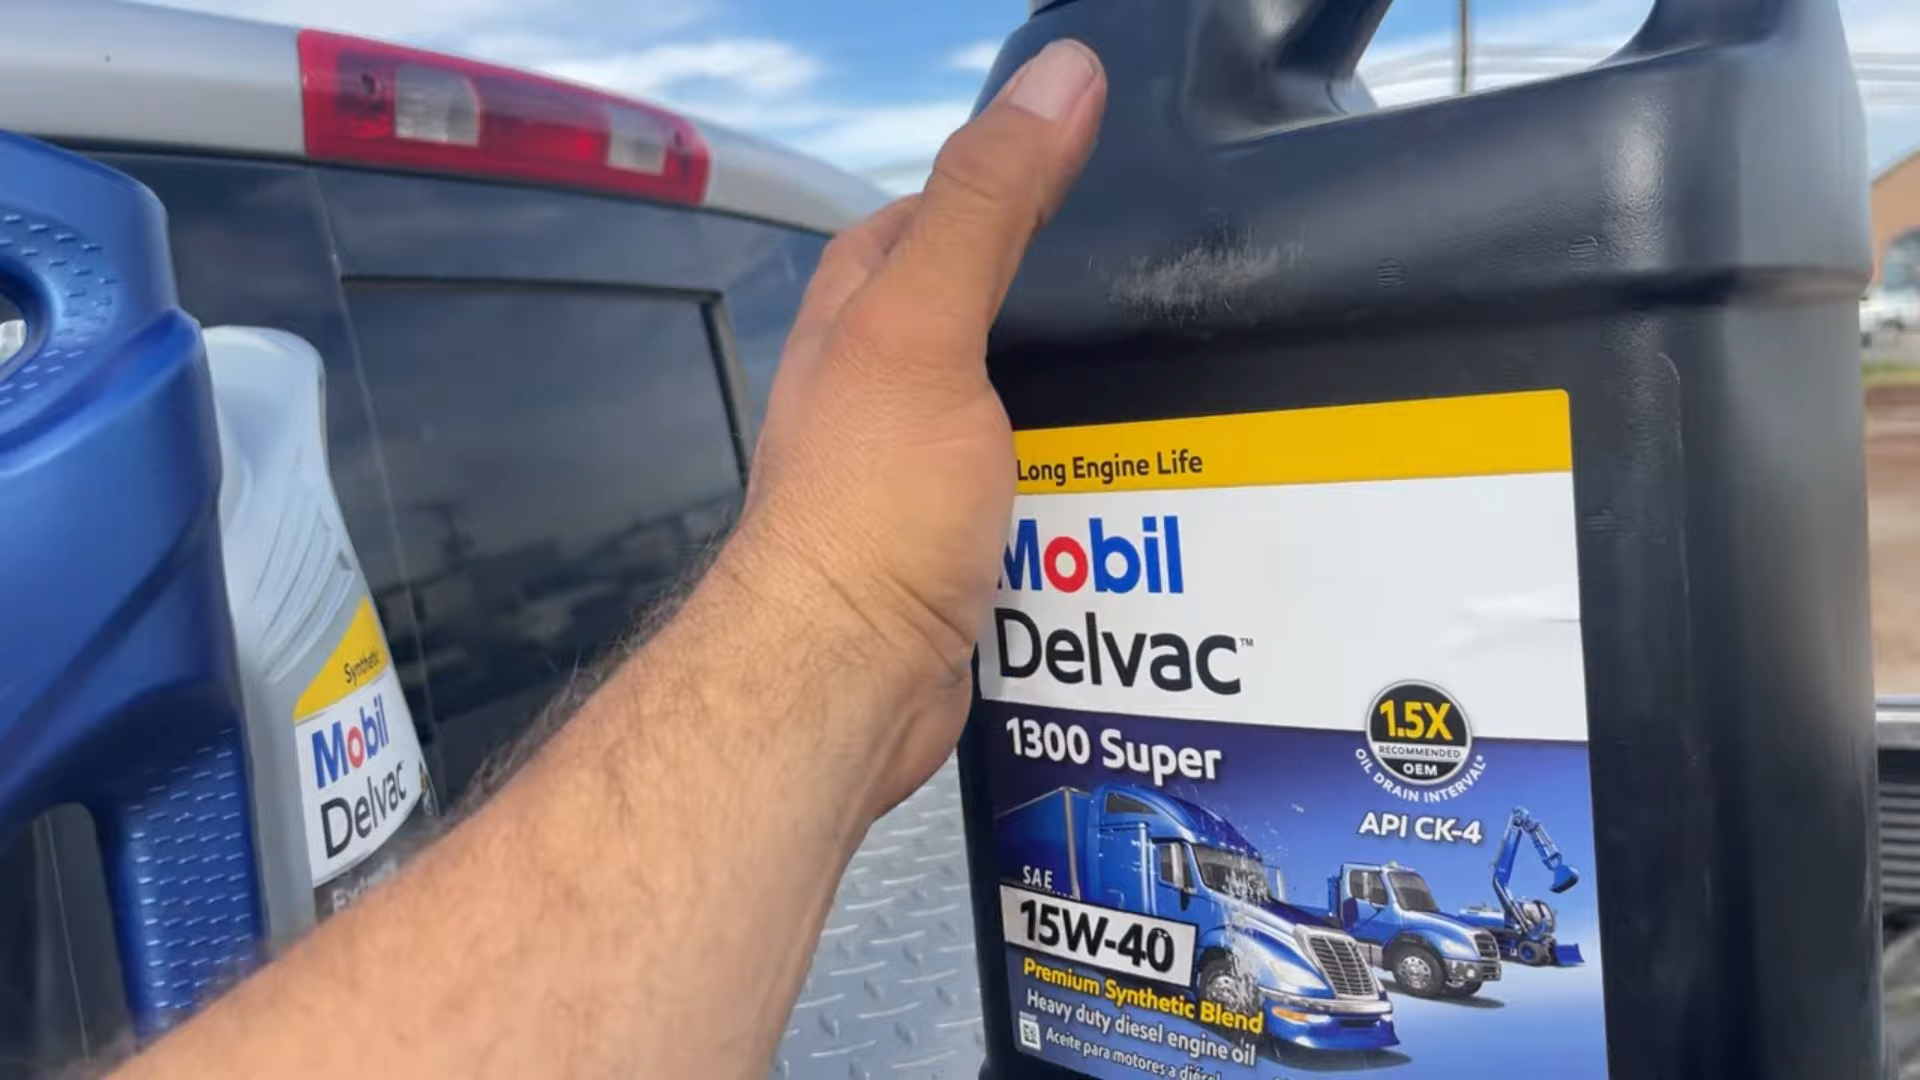 Long Engine Life
Mobil
Delvac™
1300 Super
1.5X
RECOMMENDED
OEM
OIL DRAIN INTERVAL*
API CK-4
SAE
15W-40
Premium Synthetic Blend
Heavy duty diesel engine oil
Aceite para motores a diésel
Synthetic
Mobil
Delvac